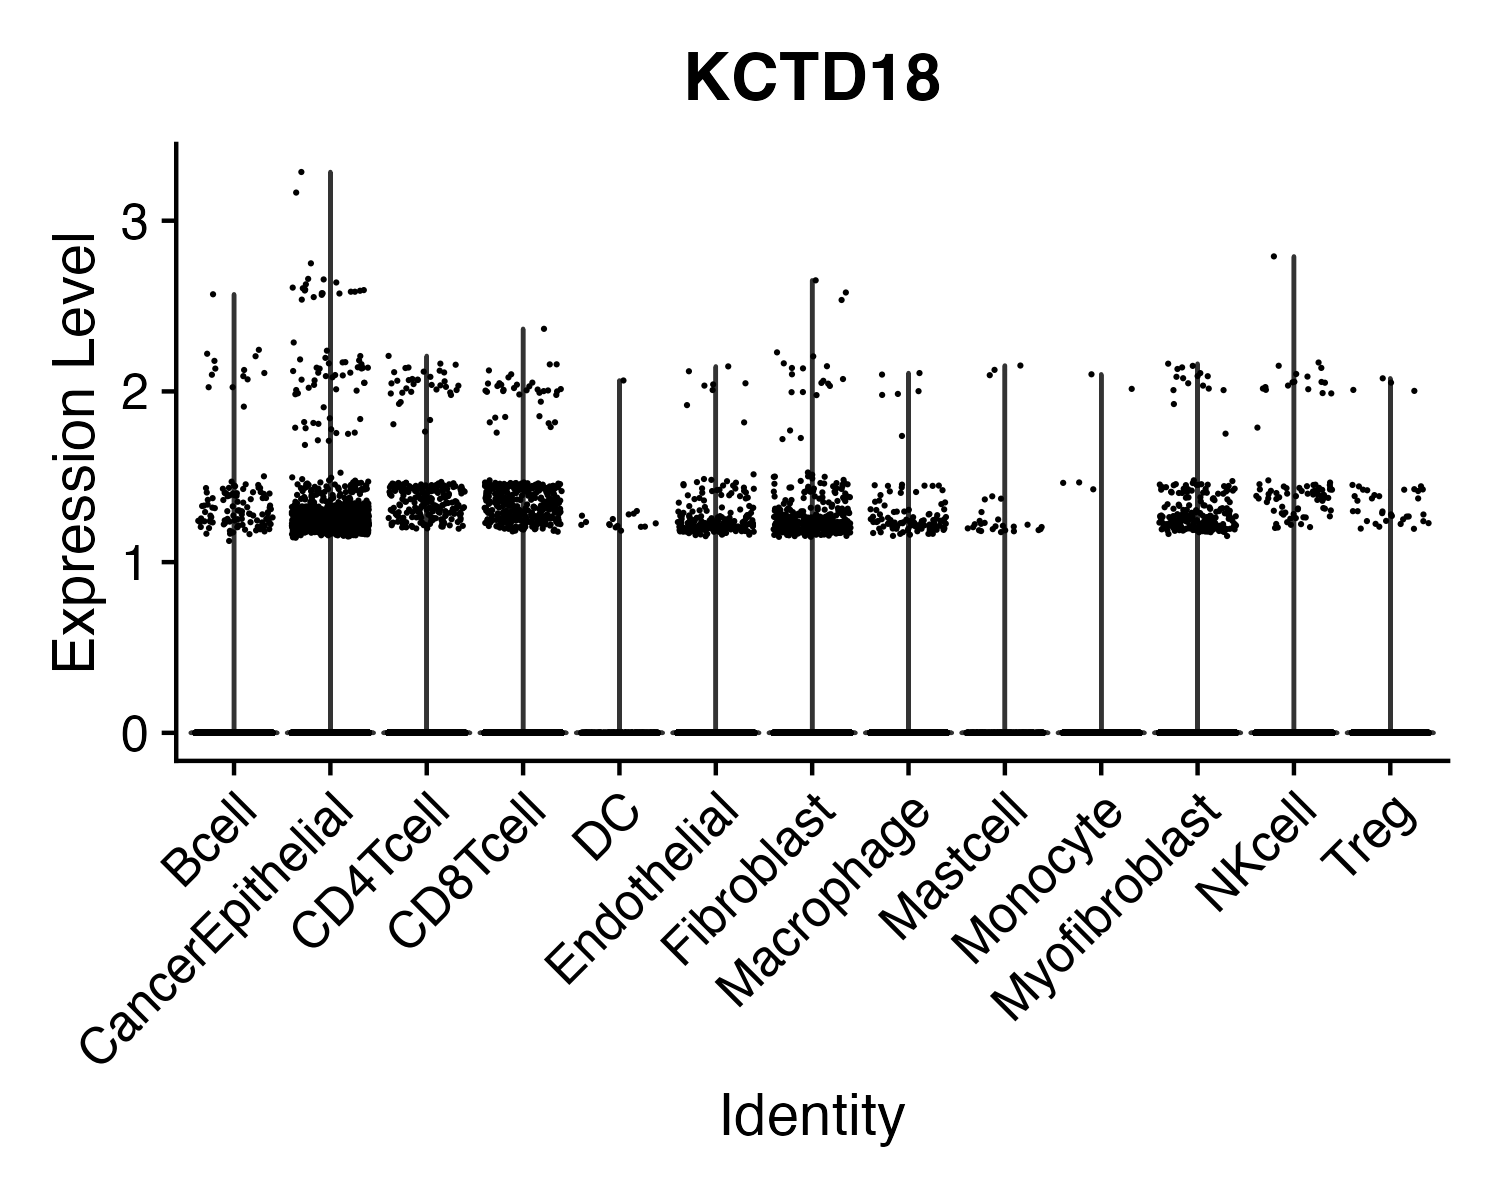 KCTD18
Expression Level
3
2
1
0
Bcell
CancerEpithelial
CD4Tcell
CD8Tcell
DC
Endothelial
Fibroblast
Macrophage
Mastcell
Monocyte
Myofibroblast
NKcell
Treg
Identity